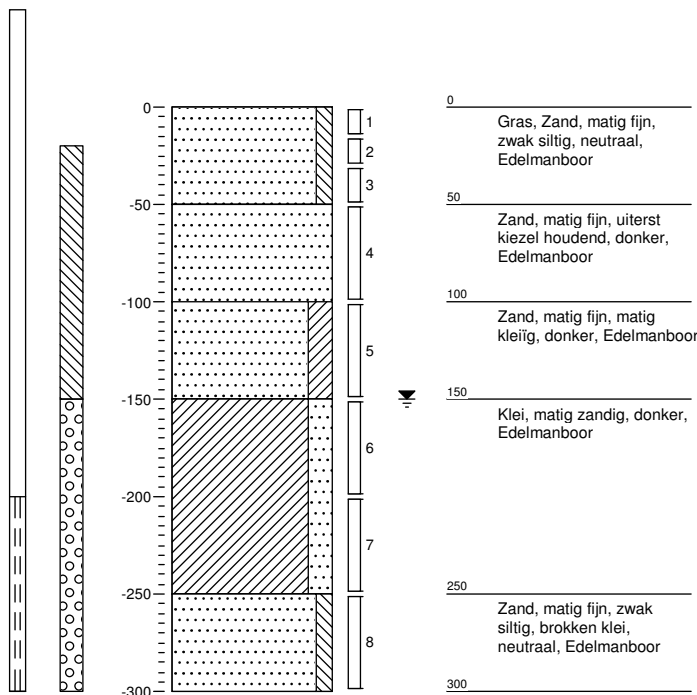 0
-50
-100
-150
-200
-250
-300
1
2
3
4
5
6
7
8
0
Gras, Zand, matig fijn,
zwak siltig, neutraal,
Edelmanboor
50
Zand, matig fijn, uiterst
kiezel houdend, donker,
Edelmanboor
100
Zand, matig fijn, matig
kleiïg, donker, Edelmanboor
150
Klei, matig zandig, donker,
Edelmanboor
250
Zand, matig fijn, zwak
siltig, brokken klei,
neutraal, Edelmanboor
300